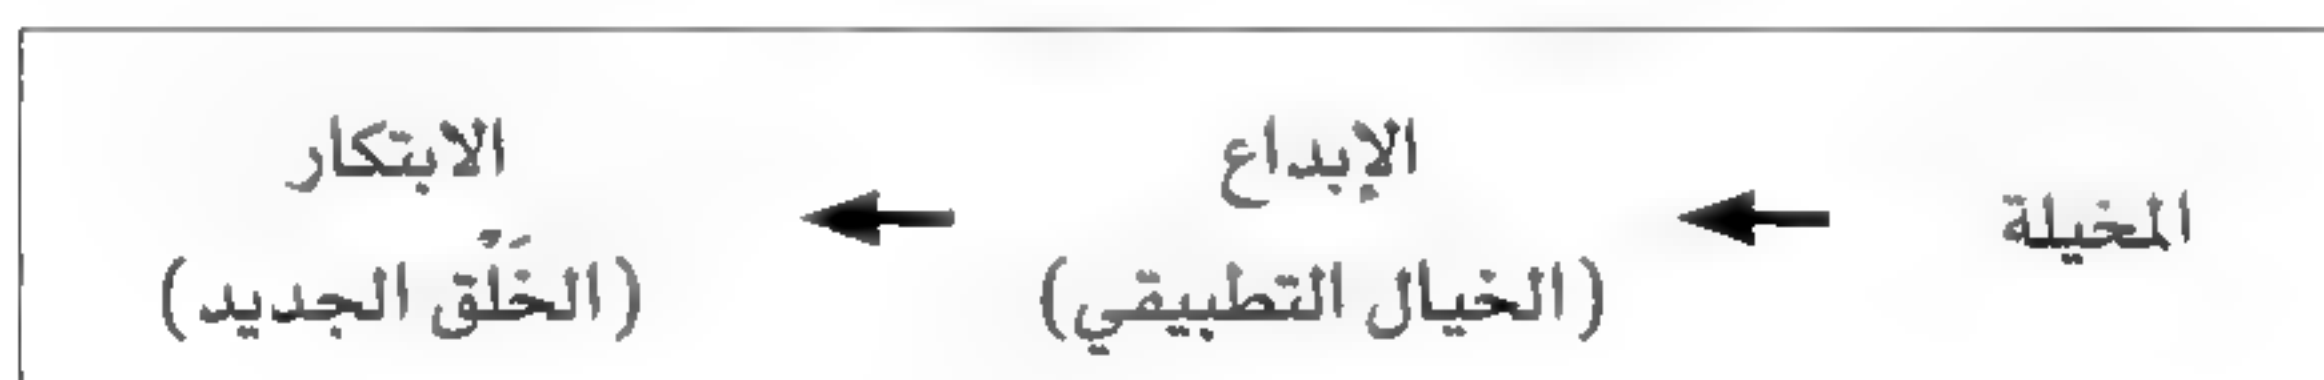 المخيلة
الإبداع
(الخيال التطبيقي)
الابتكار
(الخَلْق الجديد)